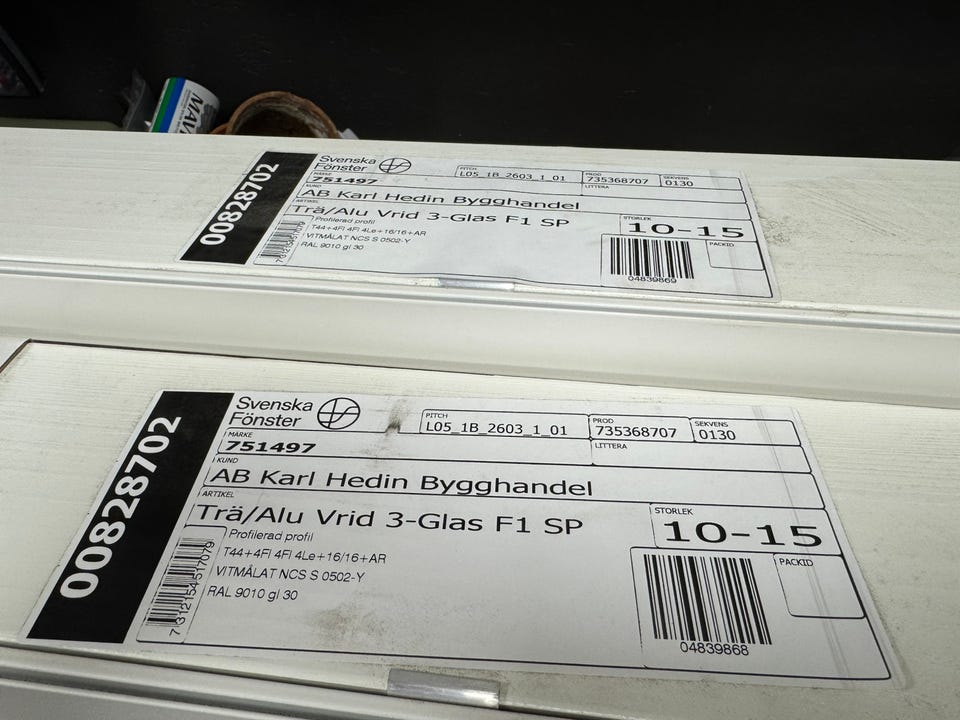 MAV
00828702
Svenska
Fönster
PITCH
L05_1B_2603_1_01
PROD
735368707
SEKVENS
0130
MÄRKE
751497
LITTERA
KUND
AB Karl Hedin Bygghandel
ARTIKEL
Trä/Alu Vrid 3-Glas F1 SP
STORLEK
10-15
Profilerad profil
T44+4Fl 4Fl 4Le+16/16+AR
VITMÅLAT NCS S 0502-Y
RAL 9010 gl 30
PACKID
04839869
00828702
Svenska
Fönster
PITCH
L05_1B_2603_1_01
PROD
735368707
SEKVENS
0130
MÄRKE
751497
LITTERA
KUND
AB Karl Hedin Bygghandel
ARTIKEL
Trä/Alu Vrid 3-Glas F1 SP
STORLEK
10-15
Profilerad profil
T44+4Fl 4Fl 4Le+16/16+AR
VITMÅLAT NCS S 0502-Y
RAL 9010 gl 30
7312154517079
PACKID
04839868